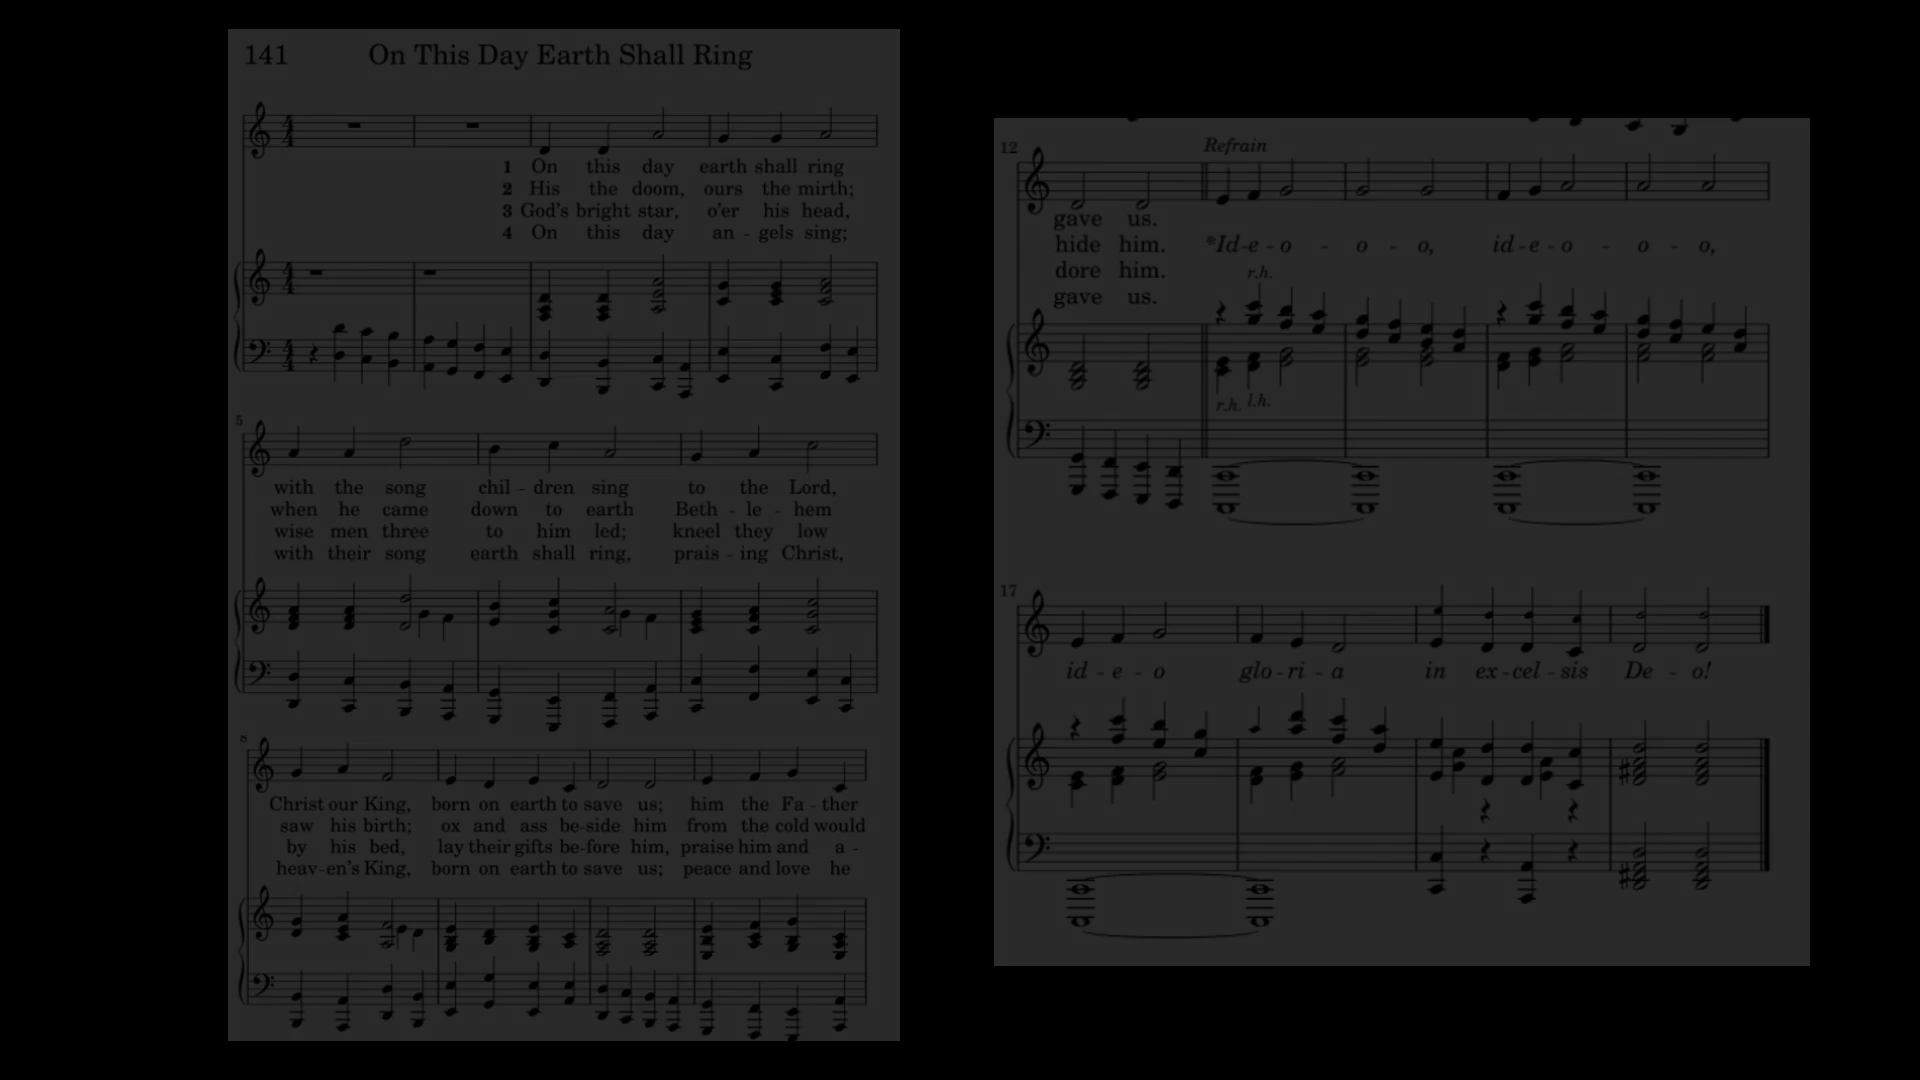 141 On This Day Earth Shall Ring
1 On this day earth shall ring
2 His the doom, ours the mirth;
3 God's bright star, o'er his head,
4 On this day an - gels sing;
5
with the song chil - dren sing to the Lord,
when he came down to earth Beth - le - hem
wise men three to him led; kneel they low
with their song earth shall ring, prais - ing Christ,
8
Christ our King, born on earth to save us; him the Fa - ther
saw his birth; ox and ass be-side him from the cold would
by his bed, lay their gifts be-fore him, praise him and a -
heav-en's King, born on earth to save us; peace and love he
12 Refrain
gave us.
hide him. *Id-e-o - o - o, id-e-o - o - o,
dore him. r.h.
gave us.
r.h. l.h.
17
id - e - o glo-ri - a in ex-cel-sis De - o!